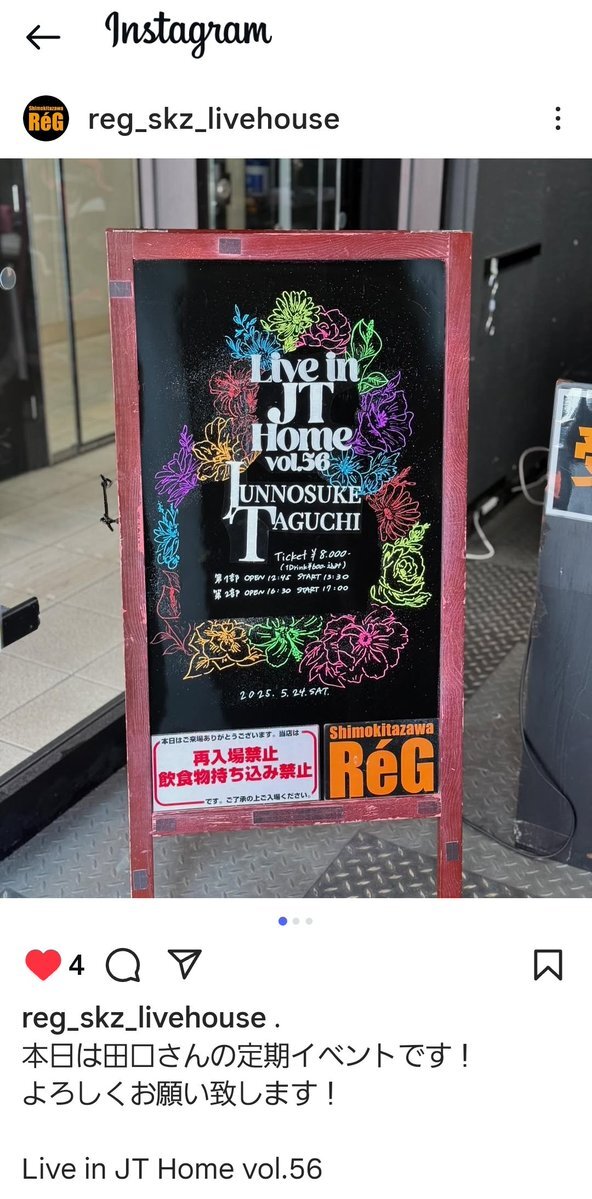 Instagram
Shimokitazawa
RéG
reg_skz_livehouse
Live in
JT
Home
vol.56
JUNNOSUKE
TAGUCHI
Ticket ¥8.000-
(1Drink ¥600- 込み)
第1部 OPEN 12:45 START 13:30
第2部 OPEN 16:30 START 17:00
2025. 5. 24. SAT.
本日はご来場ありがとうございます。当店は
再入場禁止
飲食物持ち込み禁止
です。ご了承の上ご入場ください。
Shimokitazawa
RéG
4
reg_skz_livehouse .
本日は田口さんの定期イベントです！
よろしくお願い致します！
Live in JT Home vol.56